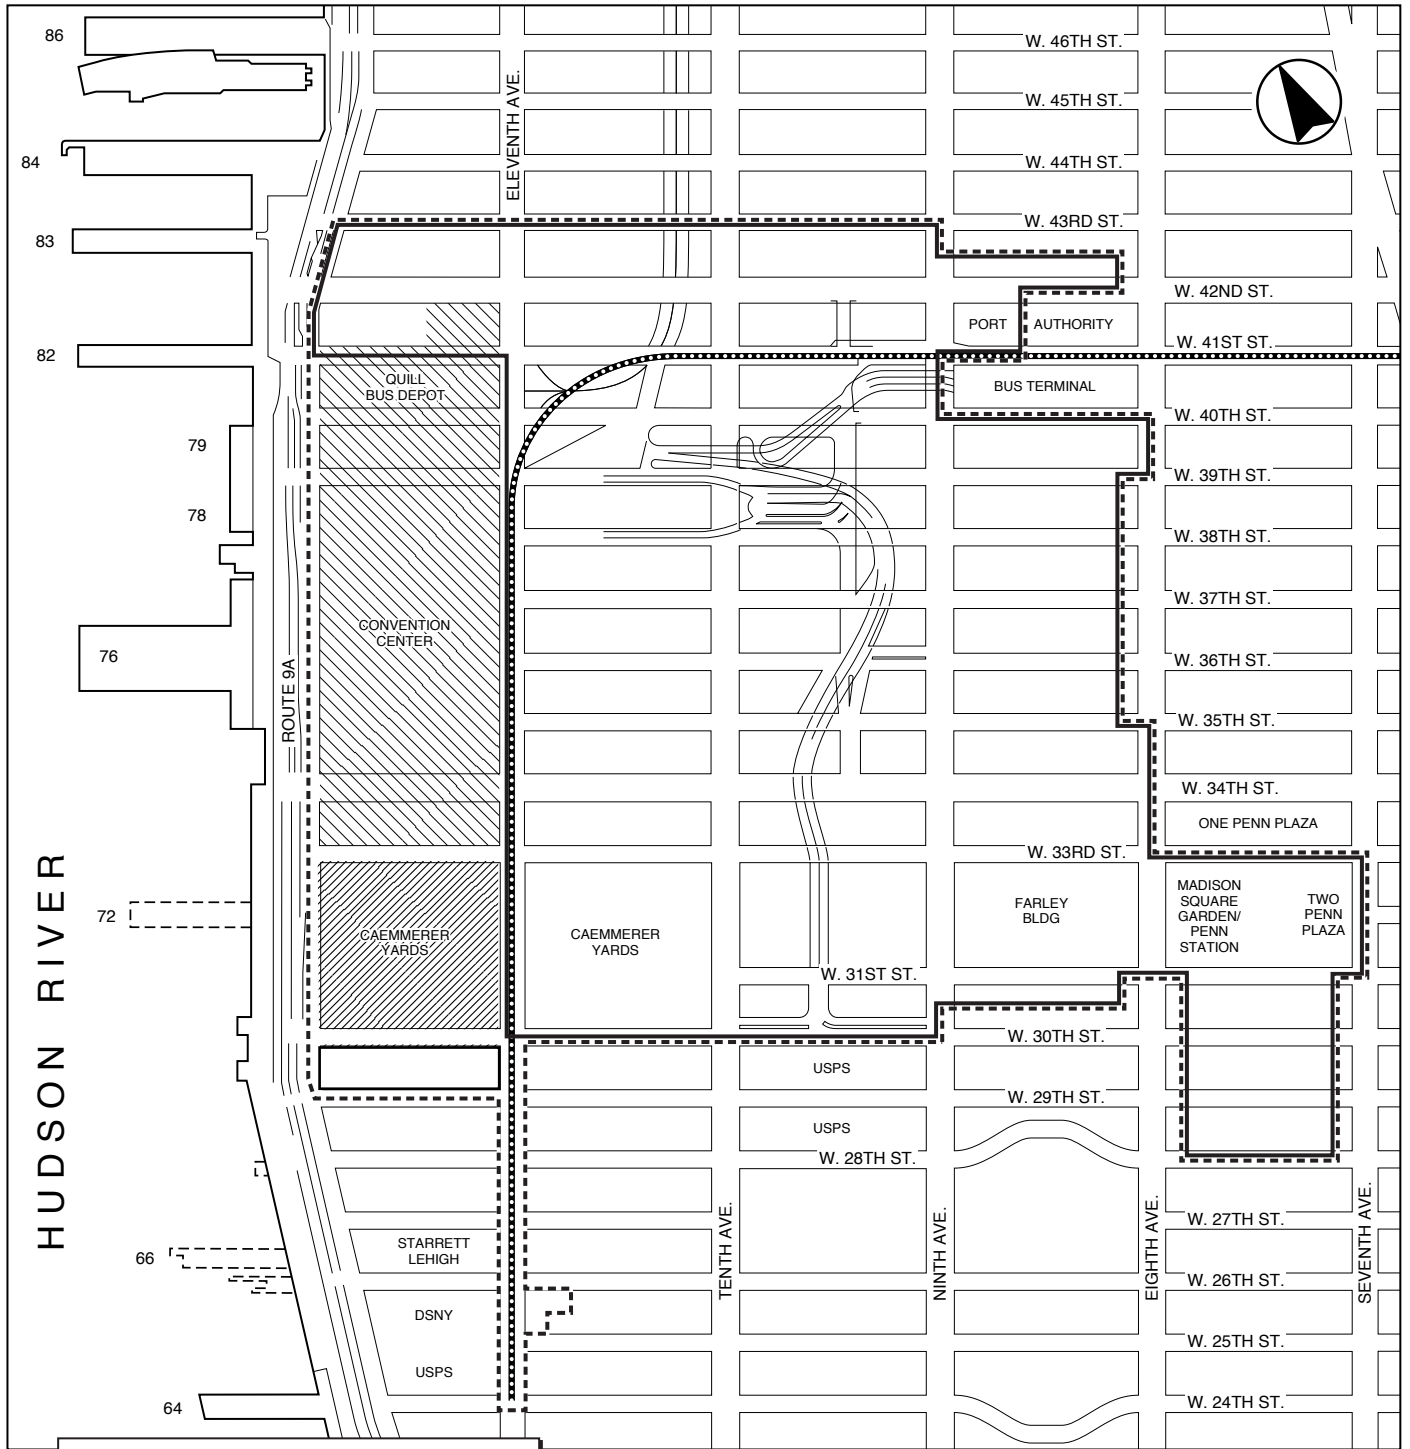 86
W. 46TH ST.
ELEVENTH AVE.
W. 45TH ST.
84
W. 44TH ST.
83
W. 43RD ST.
W. 42ND ST.
PORT AUTHORITY
82
W. 41ST ST.
QUILL
BUS DEPOT
BUS TERMINAL
W. 40TH ST.
79
W. 39TH ST.
78
W. 38TH ST.
W. 37TH ST.
CONVENTION
CENTER
76
W. 36TH ST.
ROUTE 9A
W. 35TH ST.
W. 34TH ST.
ONE PENN PLAZA
W. 33RD ST.
HUDSON RIVER
72
CAEMMERER
YARDS
CAEMMERER
YARDS
FARLEY
BLDG
MADISON
SQUARE
GARDEN/
PENN
STATION
TWO
PENN
PLAZA
W. 31ST ST.
W. 30TH ST.
USPS
W. 29TH ST.
USPS
W. 28TH ST.
TENTH AVE.
NINTH AVE.
EIGHTH AVE.
SEVENTH AVE.
W. 27TH ST.
66
STARRETT
LEHIGH
W. 26TH ST.
DSNY
W. 25TH ST.
USPS
64
W. 24TH ST.